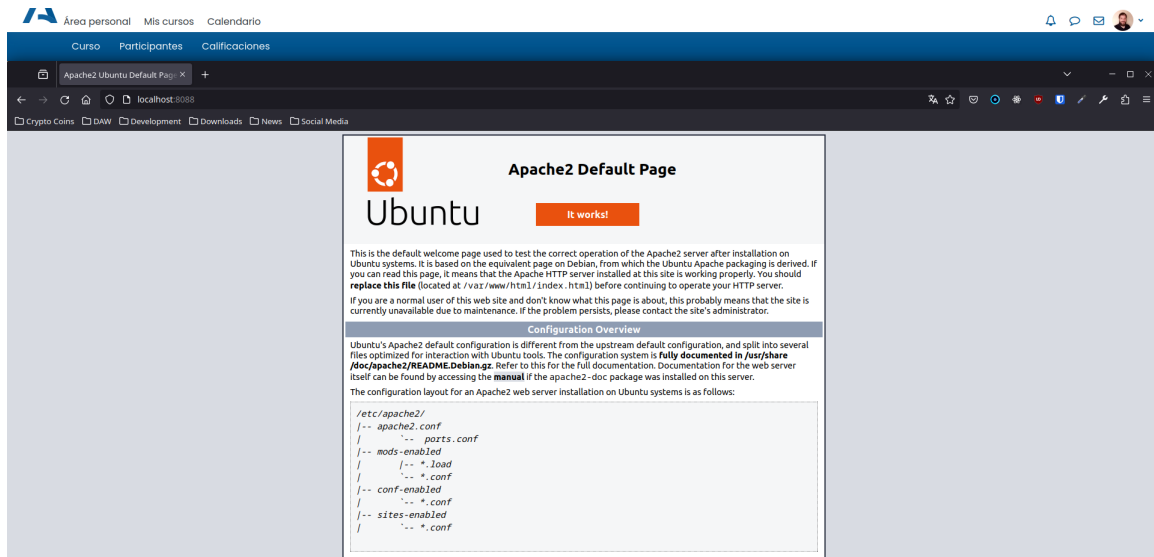 Área personal Mis cursos Calendario
Curso Participantes Calificaciones
Apache2 Ubuntu Default Page
localhost:8088
Crypto Coins DAW Development Downloads News Social Media
Apache2 Default Page
Ubuntu
It works!
This is the default welcome page used to test the correct operation of the Apache2 server after installation on
Ubuntu systems. It is based on the equivalent page on Debian, from which the Ubuntu Apache packaging is derived. If
you can read this page, it means that the Apache HTTP server installed at this site is working properly. You should
replace this file (located at /var/www/html/index.html) before continuing to operate your HTTP server.
If you are a normal user of this web site and don't know what this page is about, this probably means that the site is
currently unavailable due to maintenance. If the problem persists, please contact the site's administrator.
Configuration Overview
Ubuntu's Apache2 default configuration is different from the upstream default configuration, and split into several
files optimized for interaction with Ubuntu tools. The configuration system is fully documented in /usr/share
/doc/apache2/README.Debian.gz. Refer to this for the full documentation. Documentation for the web server
itself can be found by accessing the manual if the apache2-doc package was installed on this server.
The configuration layout for an Apache2 web server installation on Ubuntu systems is as follows:
/etc/apache2/
|-- apache2.conf
|       `--  ports.conf
|-- mods-enabled
|       |-- *.load
|       `-- *.conf
|-- conf-enabled
|       `-- *.conf
|-- sites-enabled
|       `-- *.conf